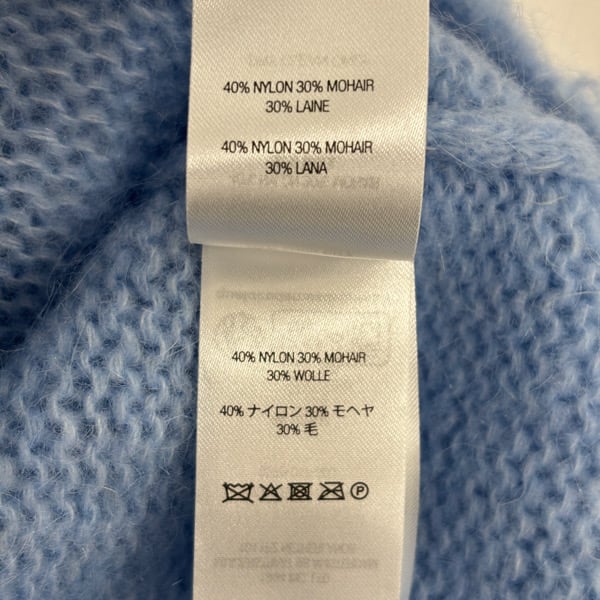 40% NYLON 30% MOHAIR
30% LAINE
40% NYLON 30% MOHAIR
30% LANA
40% NYLON 30% MOHAIR
30% WOLLE
40% ナイロン 30% モヘヤ
30% 毛
P